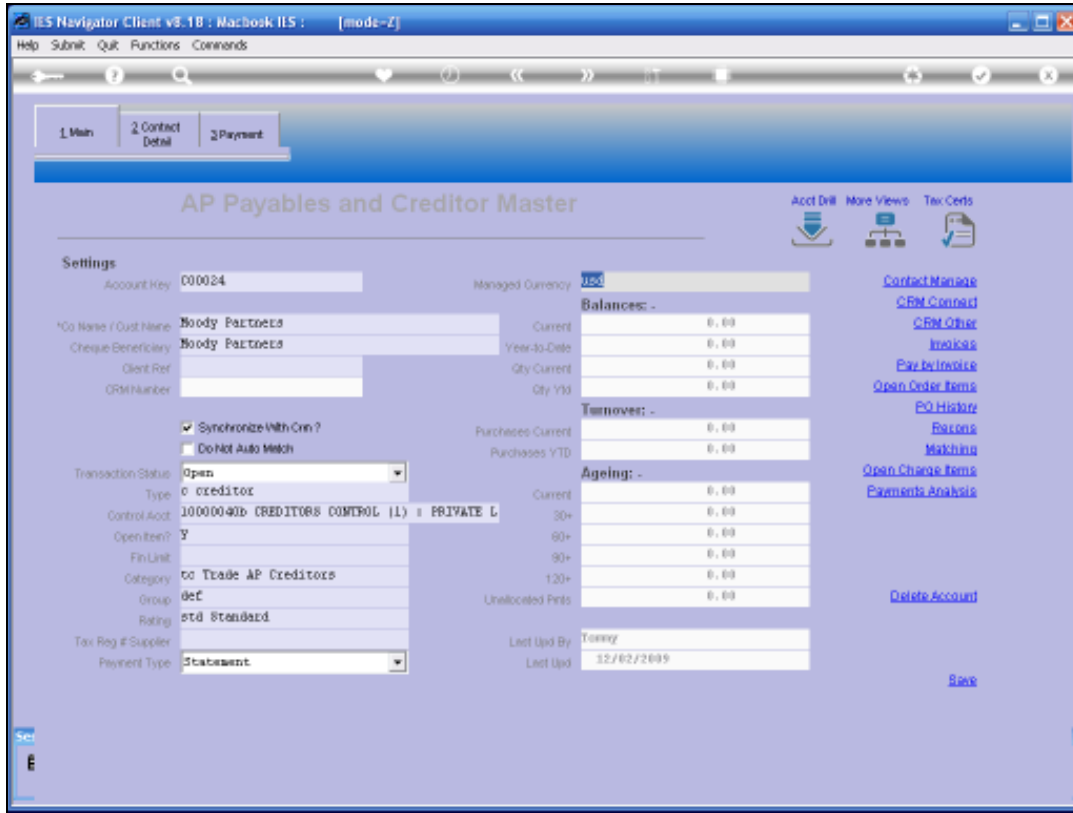 IES Navigator Client v8.18 : Macbook IES : [mode-Z]
Help Submit Quit Functions Commands
1 Main
2 Contact Detail
3 Payment
AP Payables and Creditor Master
Acct Drill More Views Tax Certs
Settings
Account Key C00024 Managed Currency usd
Contact Manage
Balances: -
CRM Connect
*Co Name / Cust Name Moody Partners Current 0.00
CRM Other
Cheque Beneficiary Moody Partners Year-to-Date 0.00
Invoices
Client Ref Qty Current 0.00
Pay by Invoice
CRM Number Qty Ytd 0.00
Open Order Items
Turnover: -
PO History
Synchronize With Crm ? Purchases Current 0.00
Recons
Do Not Auto Match Purchases YTD 0.00
Matching
Transaction Status Open Ageing: -
Open Charge Items
Type c creditor Current 0.00
Payments Analysis
Control Acct 10000040b CREDITORS CONTROL (1) : PRIVATE L 30+ 0.00
Open Item? Y 60+ 0.00
Fin Limit 90+ 0.00
Category tc Trade AP Creditors 120+ 0.00
Group def Unallocated Pmts 0.00
Delete Account
Rating std Standard
Tax Reg # Supplier Last Upd By Tommy
Payment Type Statement Last Upd 12/02/2009
Save
Ses